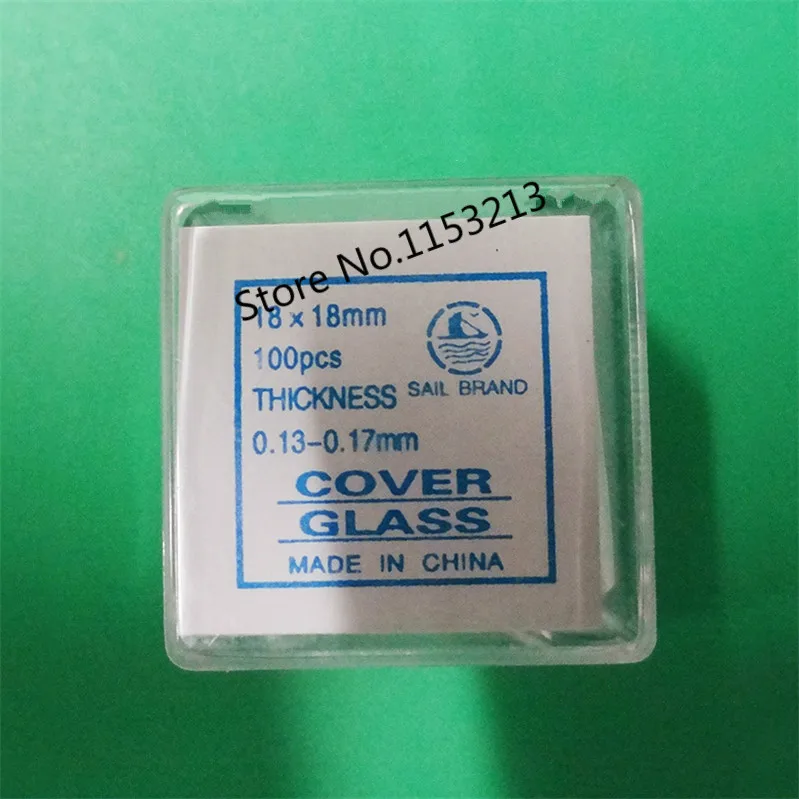 Store No.1153213
18 x 18mm
100pcs
THICKNESS
SAIL BRAND
0.13-0.17mm
COVER
GLASS
MADE IN CHINA